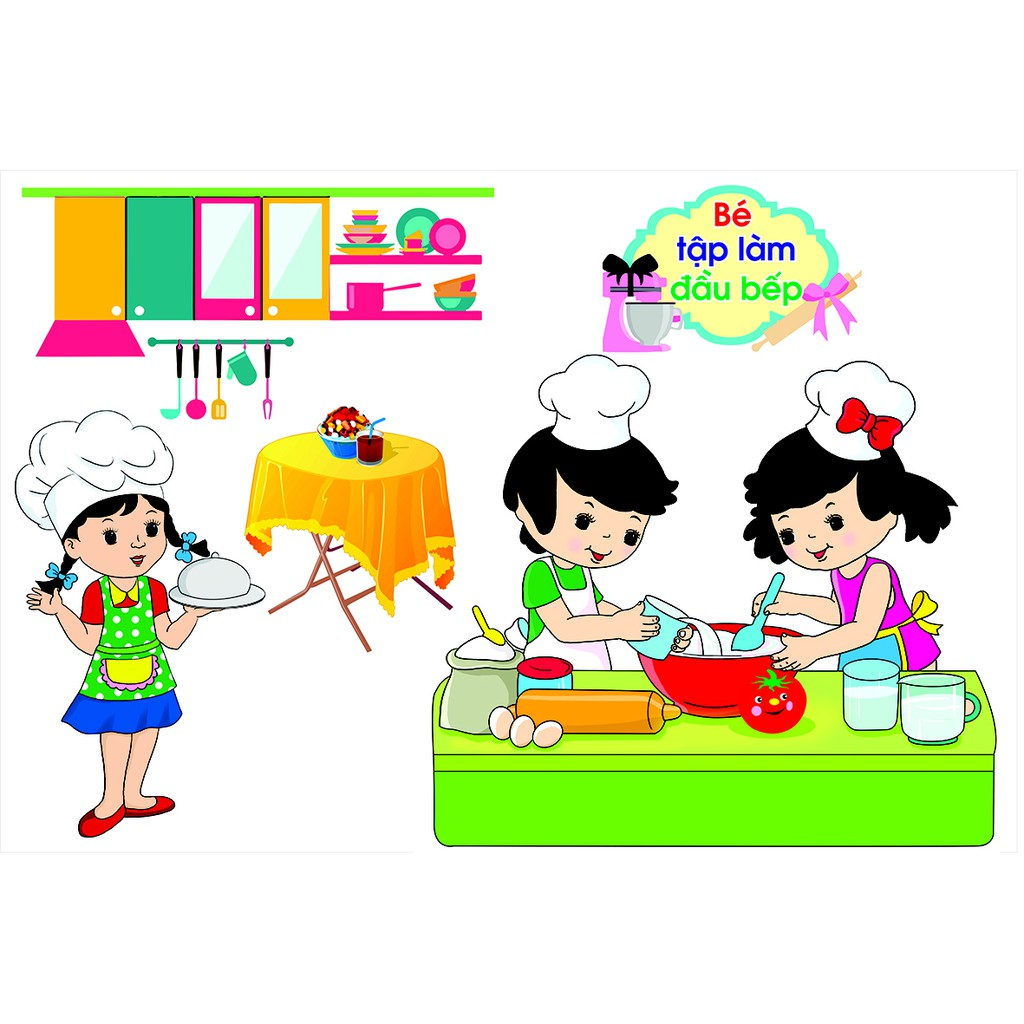 Bé
tập làm
đầu bếp